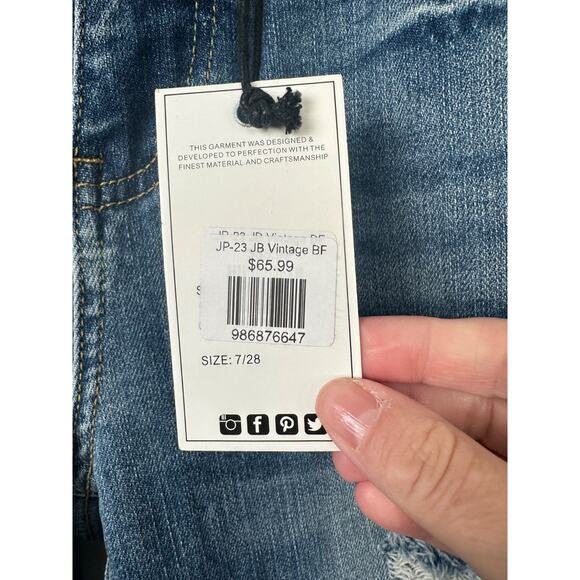 THIS GARMENT WAS DESIGNED &
DEVELOPED TO PERFECTION WITH THE
FINEST MATERIAL AND CRAFTSMANSHIP
JP-23 JB Vintage BF
$65.99
986876647
SIZE: 7/28